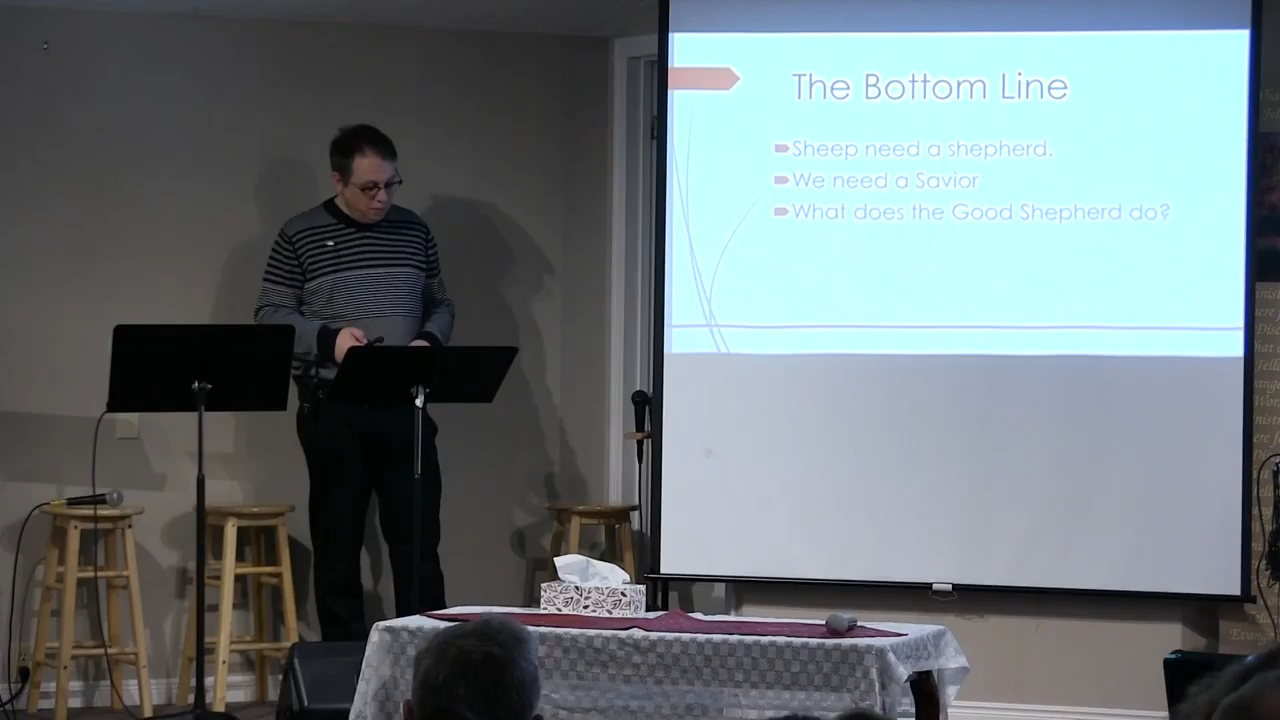 The Bottom Line
Sheep need a shepherd.
We need a Savior
What does the Good Shepherd do?